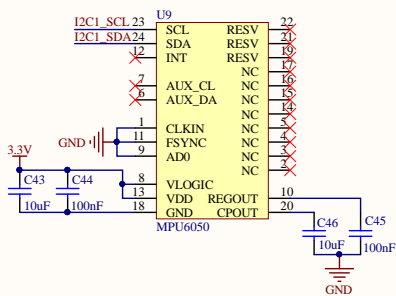 U9
I2C1_SCL 23 SCL RESV 22
I2C1_SDA 24 SDA RESV 21
12 INT RESV 19
NC 17
7 AUX_CL NC 16
6 AUX_DA NC 15
NC 14
1 CLKIN NC 5
GND 11 FSYNC NC 4
9 AD0 NC 3
NC 2
3.3V
8 VLOGIC
C43 C44 13 VDD REGOUT 10
10uF 100nF 18 GND CPOUT 20
MPU6050
C46 C45
10uF 100nF
GND